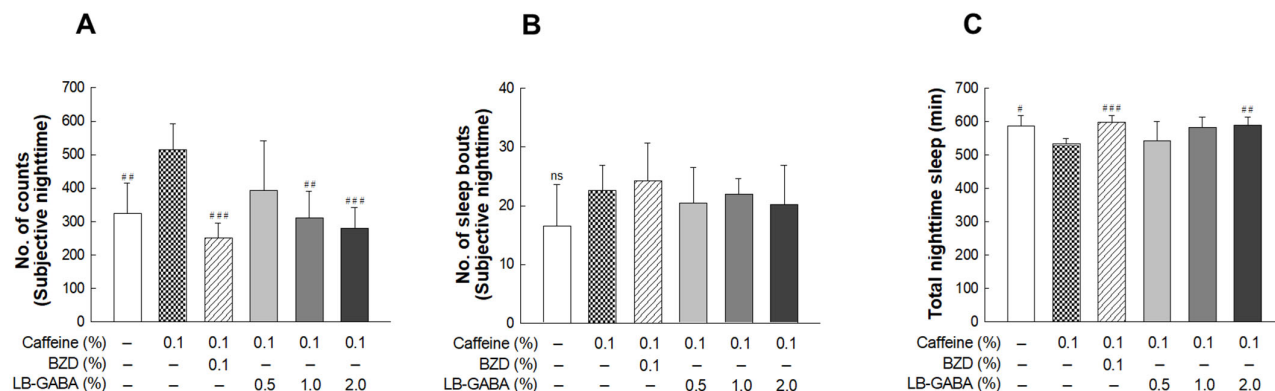 A
B
C
No. of counts
(Subjective nighttime)
700
600
500
400
300
200
100
0
## ### ## ###
Caffeine (%) – 0.1 0.1 0.1 0.1 0.1
BZD (%) – – 0.1 – – –
LB-GABA (%) – – – 0.5 1.0 2.0
No. of sleep bouts
(Subjective nighttime)
40
30
20
10
0
ns
Caffeine (%) – 0.1 0.1 0.1 0.1 0.1
BZD (%) – – 0.1
LB-GABA (%) – – 0.5 1.0 2.0
Total nighttime sleep (min)
700
600
500
400
300
200
100
0
# ### ##
Caffeine (%) – 0.1 0.1 0.1 0.1 0.1
BZD (%) – – 0.1 – – –
LB-GABA (%) – – – 0.5 1.0 2.0